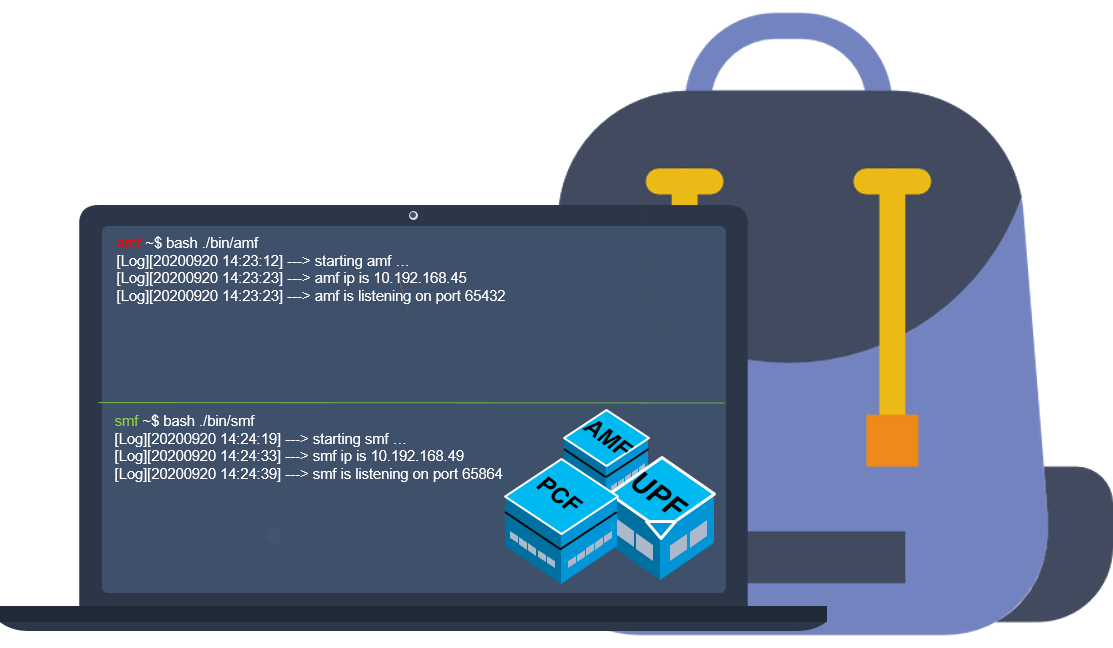 amf ~$ bash ./bin/amf
[Log][20200920 14:23:12] ---> starting amf ...
[Log][20200920 14:23:23] ---> amf ip is 10.192.168.45
[Log][20200920 14:23:23] ---> amf is listening on port 65432
smf ~$ bash ./bin/smf
[Log][20200920 14:24:19] ---> starting smf ...
[Log][20200920 14:24:33] ---> smf ip is 10.192.168.49
[Log][20200920 14:24:39] ---> smf is listening on port 65864
AMF
PCF
UPF